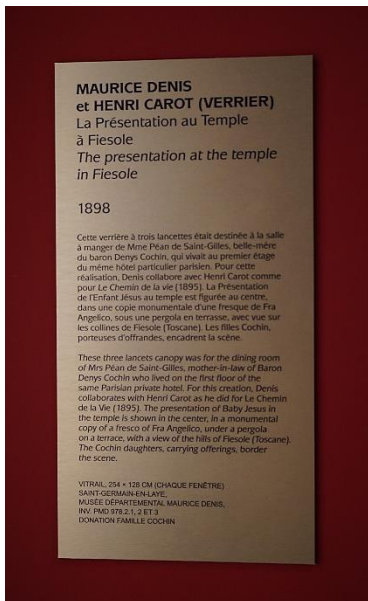 MAURICE DENIS
et HENRI CAROT (VERRIER)
La Présentation au Temple
à Fiesole
The presentation at the temple
in Fiesole
1898
Cette verrière à trois lancettes était destinée à la salle
à manger de Mme Péan de Saint-Gilles, belle-mère
du baron Denys Cochin, qui vivait au premier étage
du même hôtel particulier parisien. Pour cette
réalisation, Denis collabore avec Henri Carot comme
pour Le Chemin de la vie (1895). La Présentation
de l'Enfant Jésus au temple est figurée au centre,
dans une copie monumentale d'une fresque de Fra
Angelico, sous une pergola en terrasse, avec vue sur
les collines de Fiesole (Toscane). Les filles Cochin,
porteuses d'offrandes, encadrent la scène.
These three lancets canopy was for the dining room
of Mrs Péan de Saint-Gilles, mother-in-law of Baron
Denys Cochin who lived on the first floor of the
same Parisian private hotel. For this creation, Denis
collaborates with Henri Carot as he did for Le Chemin
de la Vie (1895). The presentation of Baby Jesus in
the temple is shown in the center, in a monumental
copy of a fresco of Fra Angelico, under a pergola
on a terrace, with a view of the hills of Fiesole (Toscane).
The Cochin daughters, carrying offerings, border
the scene.
VITRAIL, 254 × 128 CM (CHAQUE FENÊTRE)
SAINT-GERMAIN-EN-LAYE,
MUSÉE DÉPARTEMENTAL MAURICE DENIS,
INV. PMD 978.2.1, 2 ET 3
DONATION FAMILLE COCHIN